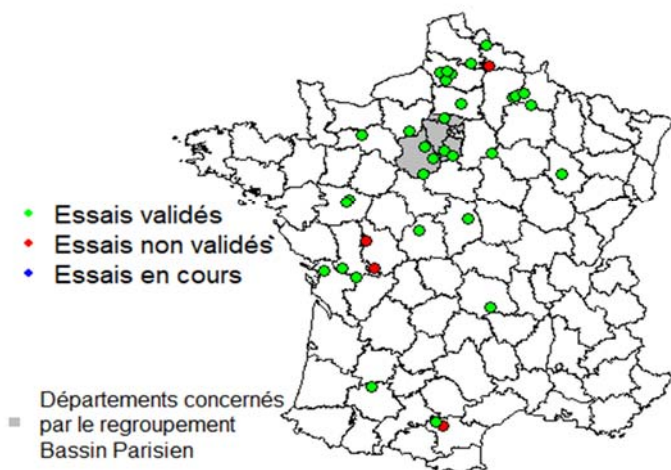 Essais validés
Essais non validés
Essais en cours
Départements concernés
par le regroupement
Bassin Parisien